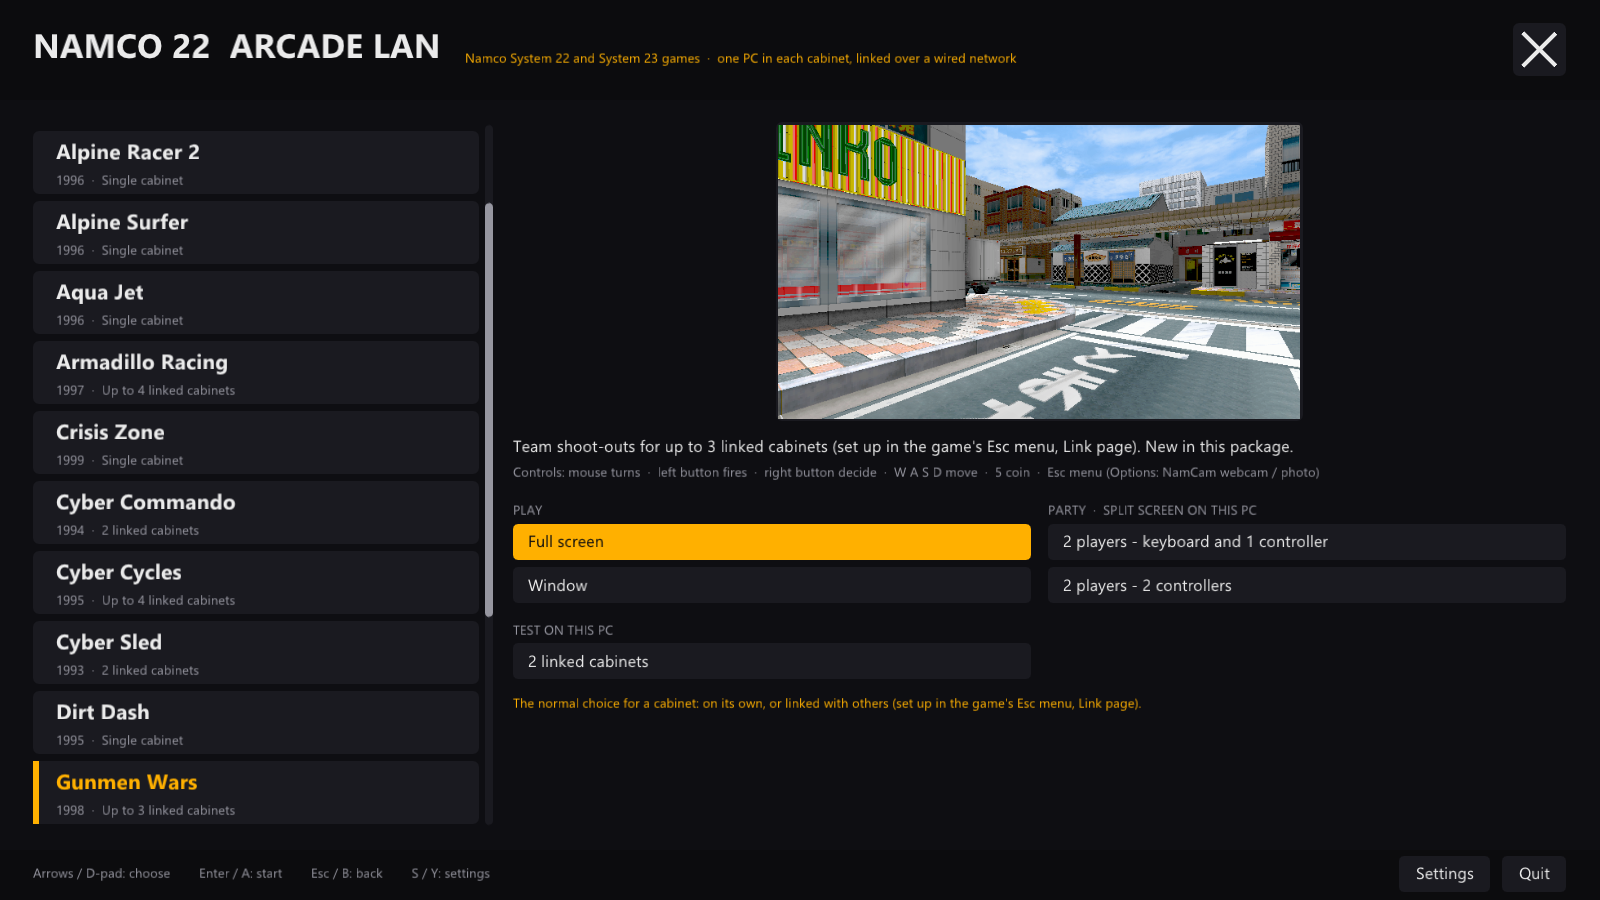 NAMCO 22 ARCADE LAN
Namco System 22 and System 23 games · one PC in each cabinet, linked over a wired network
Alpine Racer 2
1996 · Single cabinet
Alpine Surfer
1996 · Single cabinet
Aqua Jet
1996 · Single cabinet
Armadillo Racing
1997 · Up to 4 linked cabinets
Crisis Zone
1999 · Single cabinet
Cyber Commando
1994 · 2 linked cabinets
Cyber Cycles
1995 · Up to 4 linked cabinets
Cyber Sled
1993 · 2 linked cabinets
Dirt Dash
1995 · Single cabinet
Gunmen Wars
1998 · Up to 3 linked cabinets
Team shoot-outs for up to 3 linked cabinets (set up in the game's Esc menu, Link page). New in this package.
Controls: mouse turns · left button fires · right button decide · W A S D move · 5 coin · Esc menu (Options: NamCam webcam / photo)
PLAY
Full screen
Window
PARTY · SPLIT SCREEN ON THIS PC
2 players - keyboard and 1 controller
2 players - 2 controllers
TEST ON THIS PC
2 linked cabinets
The normal choice for a cabinet: on its own, or linked with others (set up in the game's Esc menu, Link page).
Arrows / D-pad: choose
Enter / A: start
Esc / B: back
S / Y: settings
Settings
Quit